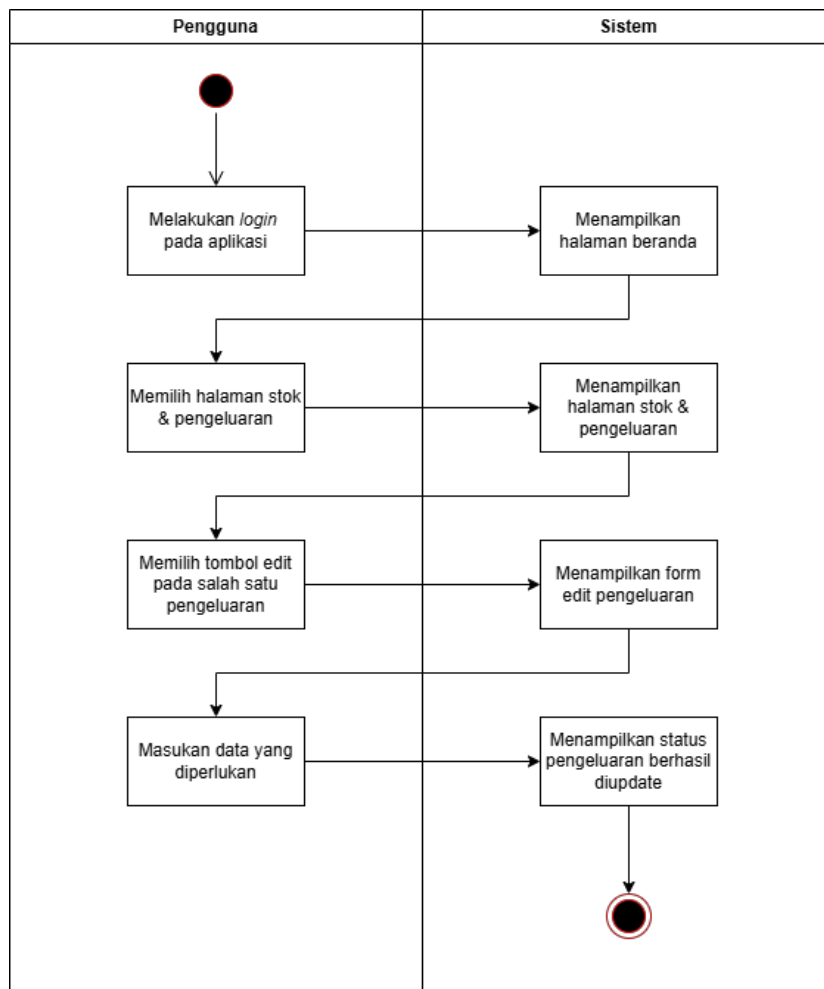 Pengguna
Sistem
Melakukan login
pada aplikasi
Menampilkan
halaman beranda
Memilih halaman stok
& pengeluaran
Menampilkan
halaman stok &
pengeluaran
Memilih tombol edit
pada salah satu
pengeluaran
Menampilkan form
edit pengeluaran
Masukan data yang
diperlukan
Menampilkan status
pengeluaran berhasil
diupdate